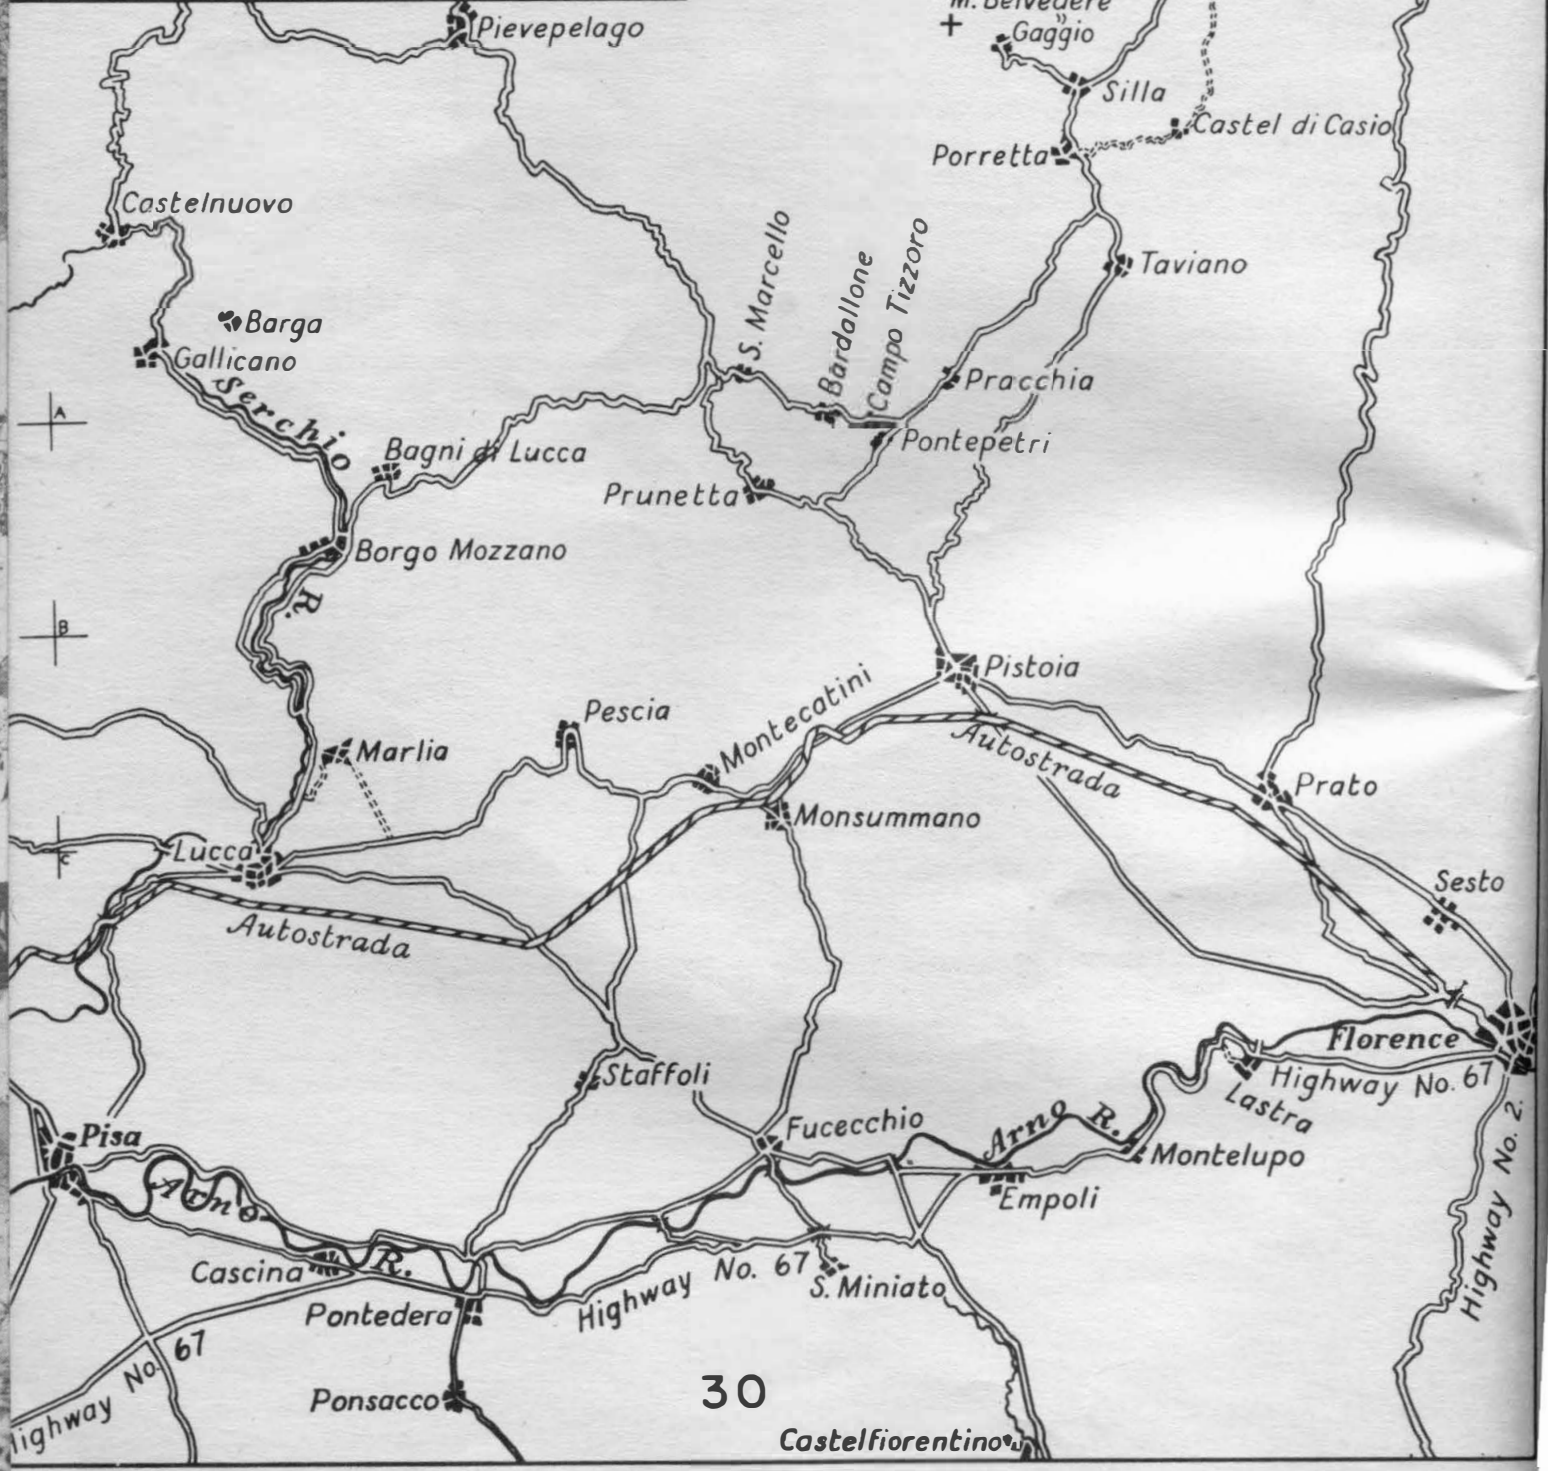 M. Belvedere
Pievepelago
Gaggio
Silla
Castel di Casio
Porretta
Castelnuovo
S. Marcello
Bardallone
Campo Tizzoro
Taviano
Barga
Gallicano
Serchio
R.
Pracchia
A
Bagni di Lucca
Pontepetri
Prunetta
Borgo Mozzano
B
Pistoia
Pescia
Montecatini
Marlia
Autostrada
Prato
Monsummano
Lucca
C
Sesto
Autostrada
Florence
Highway No. 67
Staffoli
Lastra
Highway No. 2.
Pisa
Fucecchio
Arno R.
Montelupo
Arno
R.
Empoli
Cascina
Highway No. 67
S. Miniato
Pontedera
Highway No. 67
30
Ponsacco
Castelfiorentino